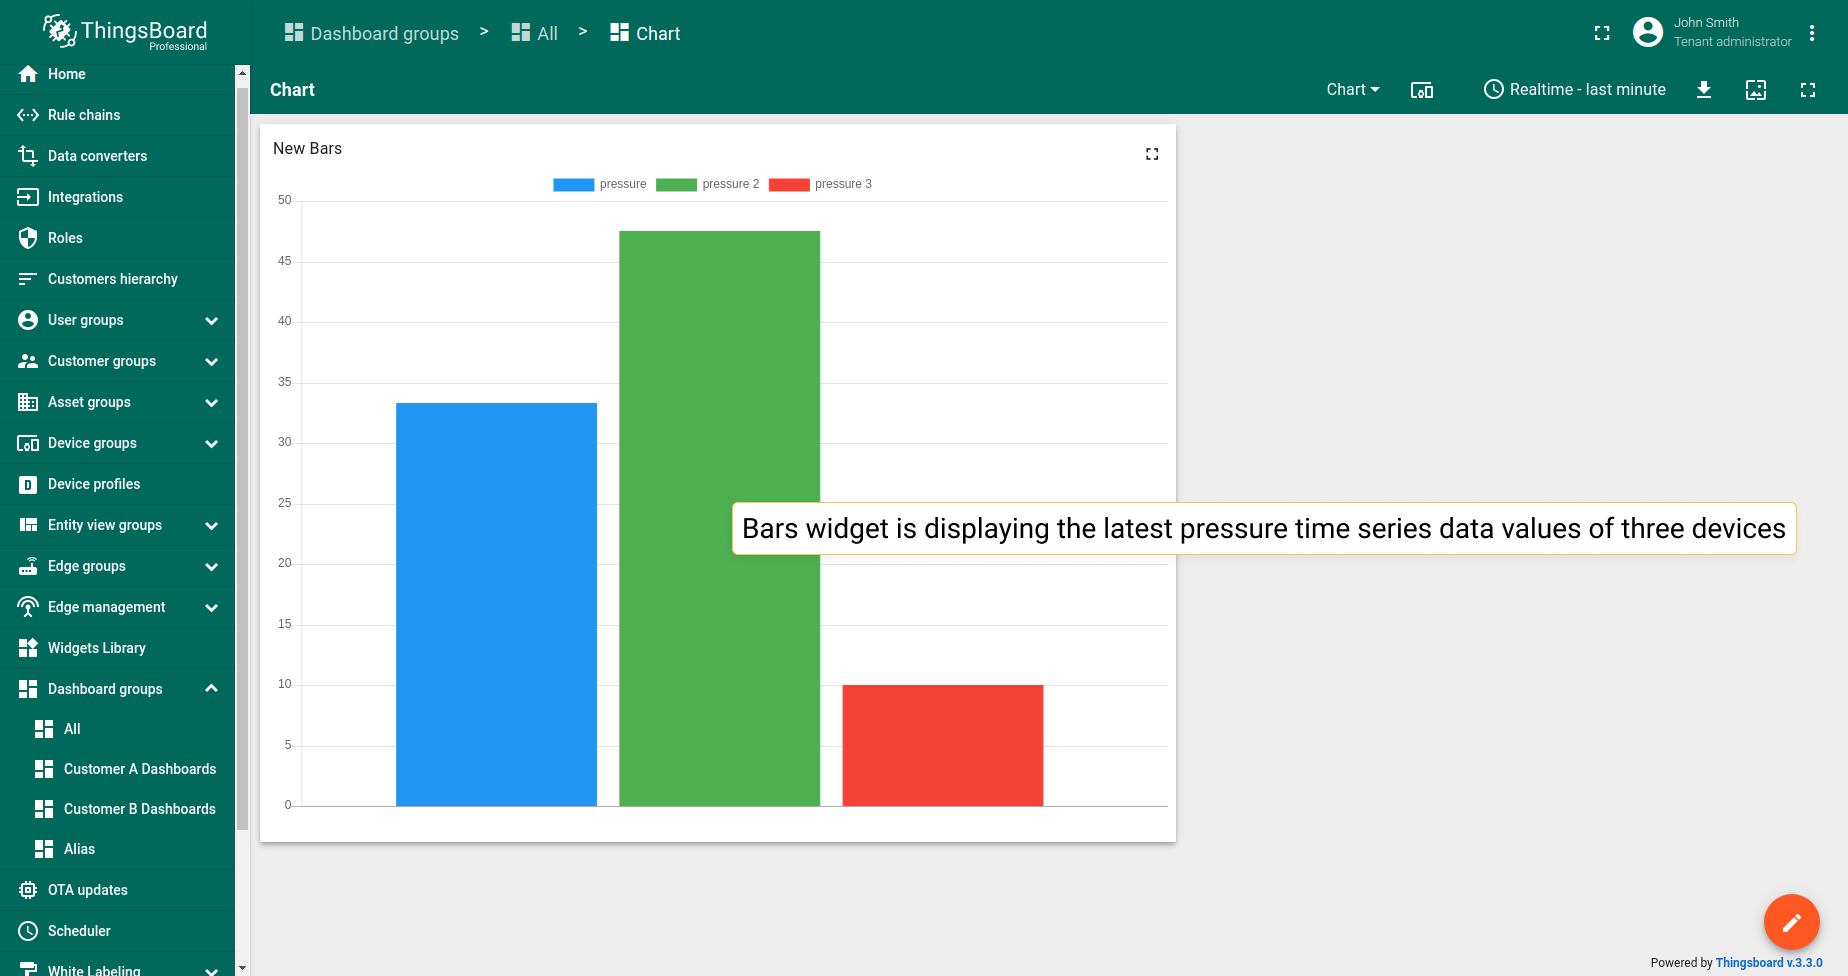 ThingsBoard
Professional
Dashboard groups > All > Chart
John Smith
Tenant administrator
Chart
Chart
Realtime - last minute
Home
Rule chains
Data converters
Integrations
Roles
Customers hierarchy
User groups
Customer groups
Asset groups
Device groups
Device profiles
Entity view groups
Edge groups
Edge management
Widgets Library
Dashboard groups
All
Customer A Dashboards
Customer B Dashboards
Alias
OTA updates
Scheduler
White Labeling
New Bars
pressure pressure 2 pressure 3
50
45
40
35
30
25
20
15
10
5
0
Bars widget is displaying the latest pressure time series data values of three devices
Powered by Thingsboard v.3.3.0